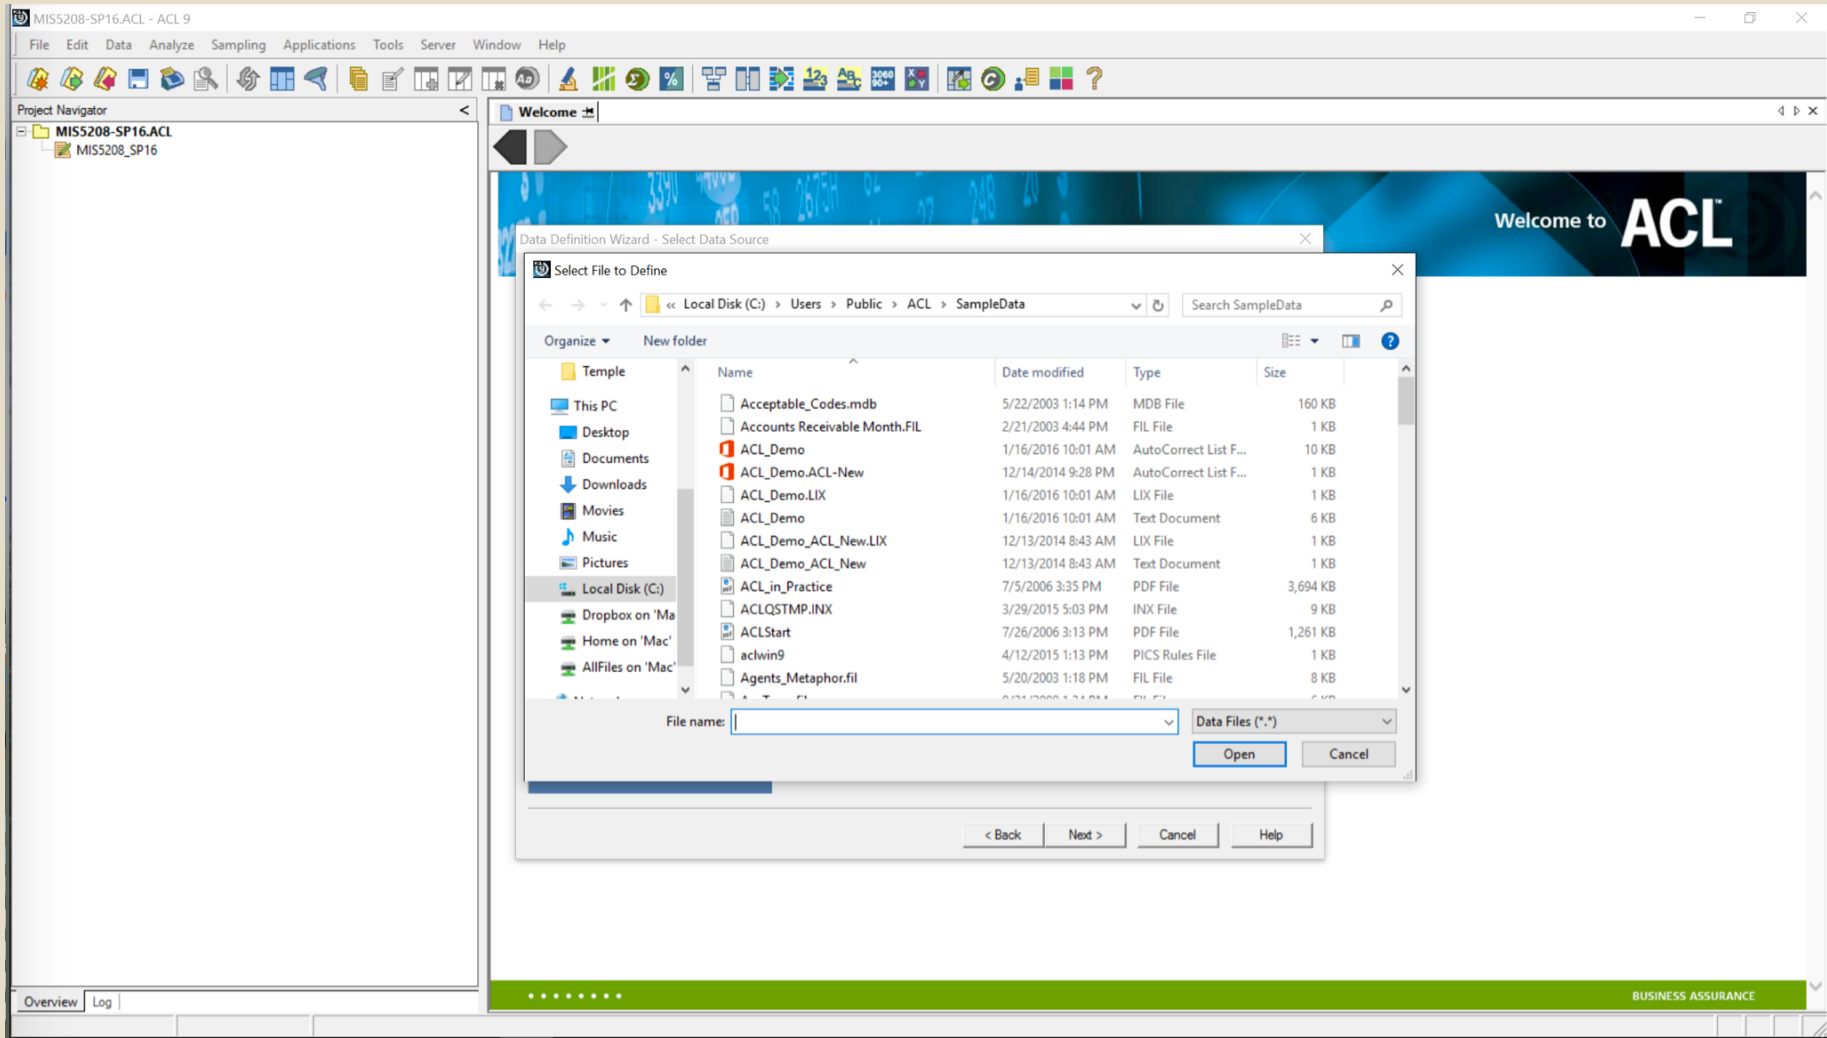 MIS5208-SP16.ACL - ACL 9
File Edit Data Analyze Sampling Applications Tools Server Window Help
Project Navigator <
MIS5208-SP16.ACL
MIS5208_SP16
Welcome
Welcome to ACL™
Data Definition Wizard - Select Data Source
Select File to Define
« Local Disk (C:) > Users > Public > ACL > SampleData
Search SampleData
Organize New folder
Temple
This PC
Desktop
Documents
Downloads
Movies
Music
Pictures
Local Disk (C:)
Dropbox on 'Ma
Home on 'Mac'
AllFiles on 'Mac'
Name Date modified Type Size
Acceptable_Codes.mdb 5/22/2003 1:14 PM MDB File 160 KB
Accounts Receivable Month.FIL 2/21/2003 4:44 PM FIL File 1 KB
ACL_Demo 1/16/2016 10:01 AM AutoCorrect List F... 10 KB
ACL_Demo.ACL-New 12/14/2014 9:28 PM AutoCorrect List F... 1 KB
ACL_Demo.LIX 1/16/2016 10:01 AM LIX File 1 KB
ACL_Demo 1/16/2016 10:01 AM Text Document 6 KB
ACL_Demo_ACL_New.LIX 12/13/2014 8:43 AM LIX File 1 KB
ACL_Demo_ACL_New 12/13/2014 8:43 AM Text Document 1 KB
ACL_in_Practice 7/5/2006 3:35 PM PDF File 3,694 KB
ACLQSTMP.INX 3/29/2015 5:03 PM INX File 9 KB
ACLStart 7/26/2006 3:13 PM PDF File 1,261 KB
aclwin9 4/12/2015 1:13 PM PICS Rules File 1 KB
Agents_Metaphor.fil 5/20/2003 1:18 PM FIL File 8 KB
File name:
Data Files (*.*)
Open Cancel
< Back Next > Cancel Help
BUSINESS ASSURANCE
Overview Log